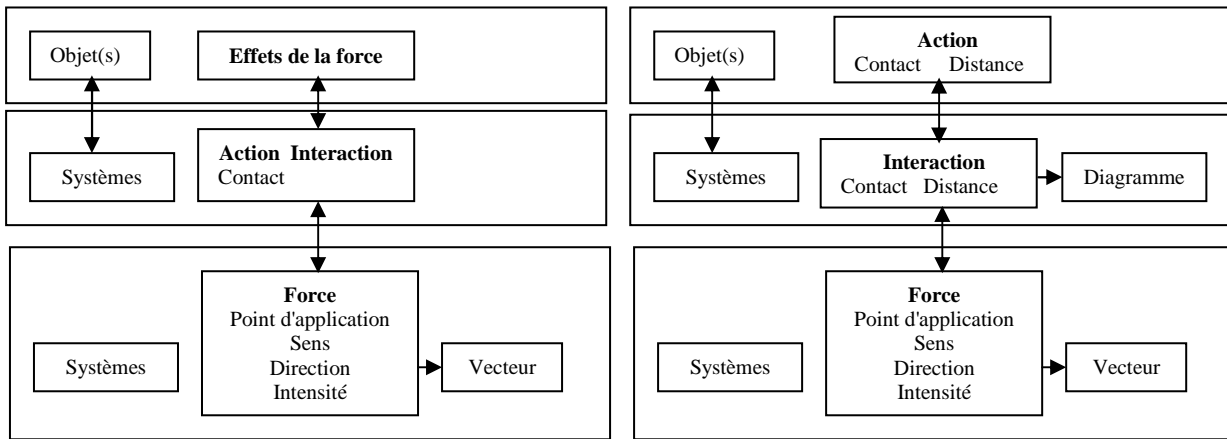 Objet(s)
Effets de la force
Systèmes
Action Interaction
Contact
Systèmes
Force
Point d'application
Sens
Direction
Intensité
Vecteur
Objet(s)
Action
Contact Distance
Systèmes
Interaction
Contact Distance
Diagramme
Systèmes
Force
Point d'application
Sens
Direction
Intensité
Vecteur